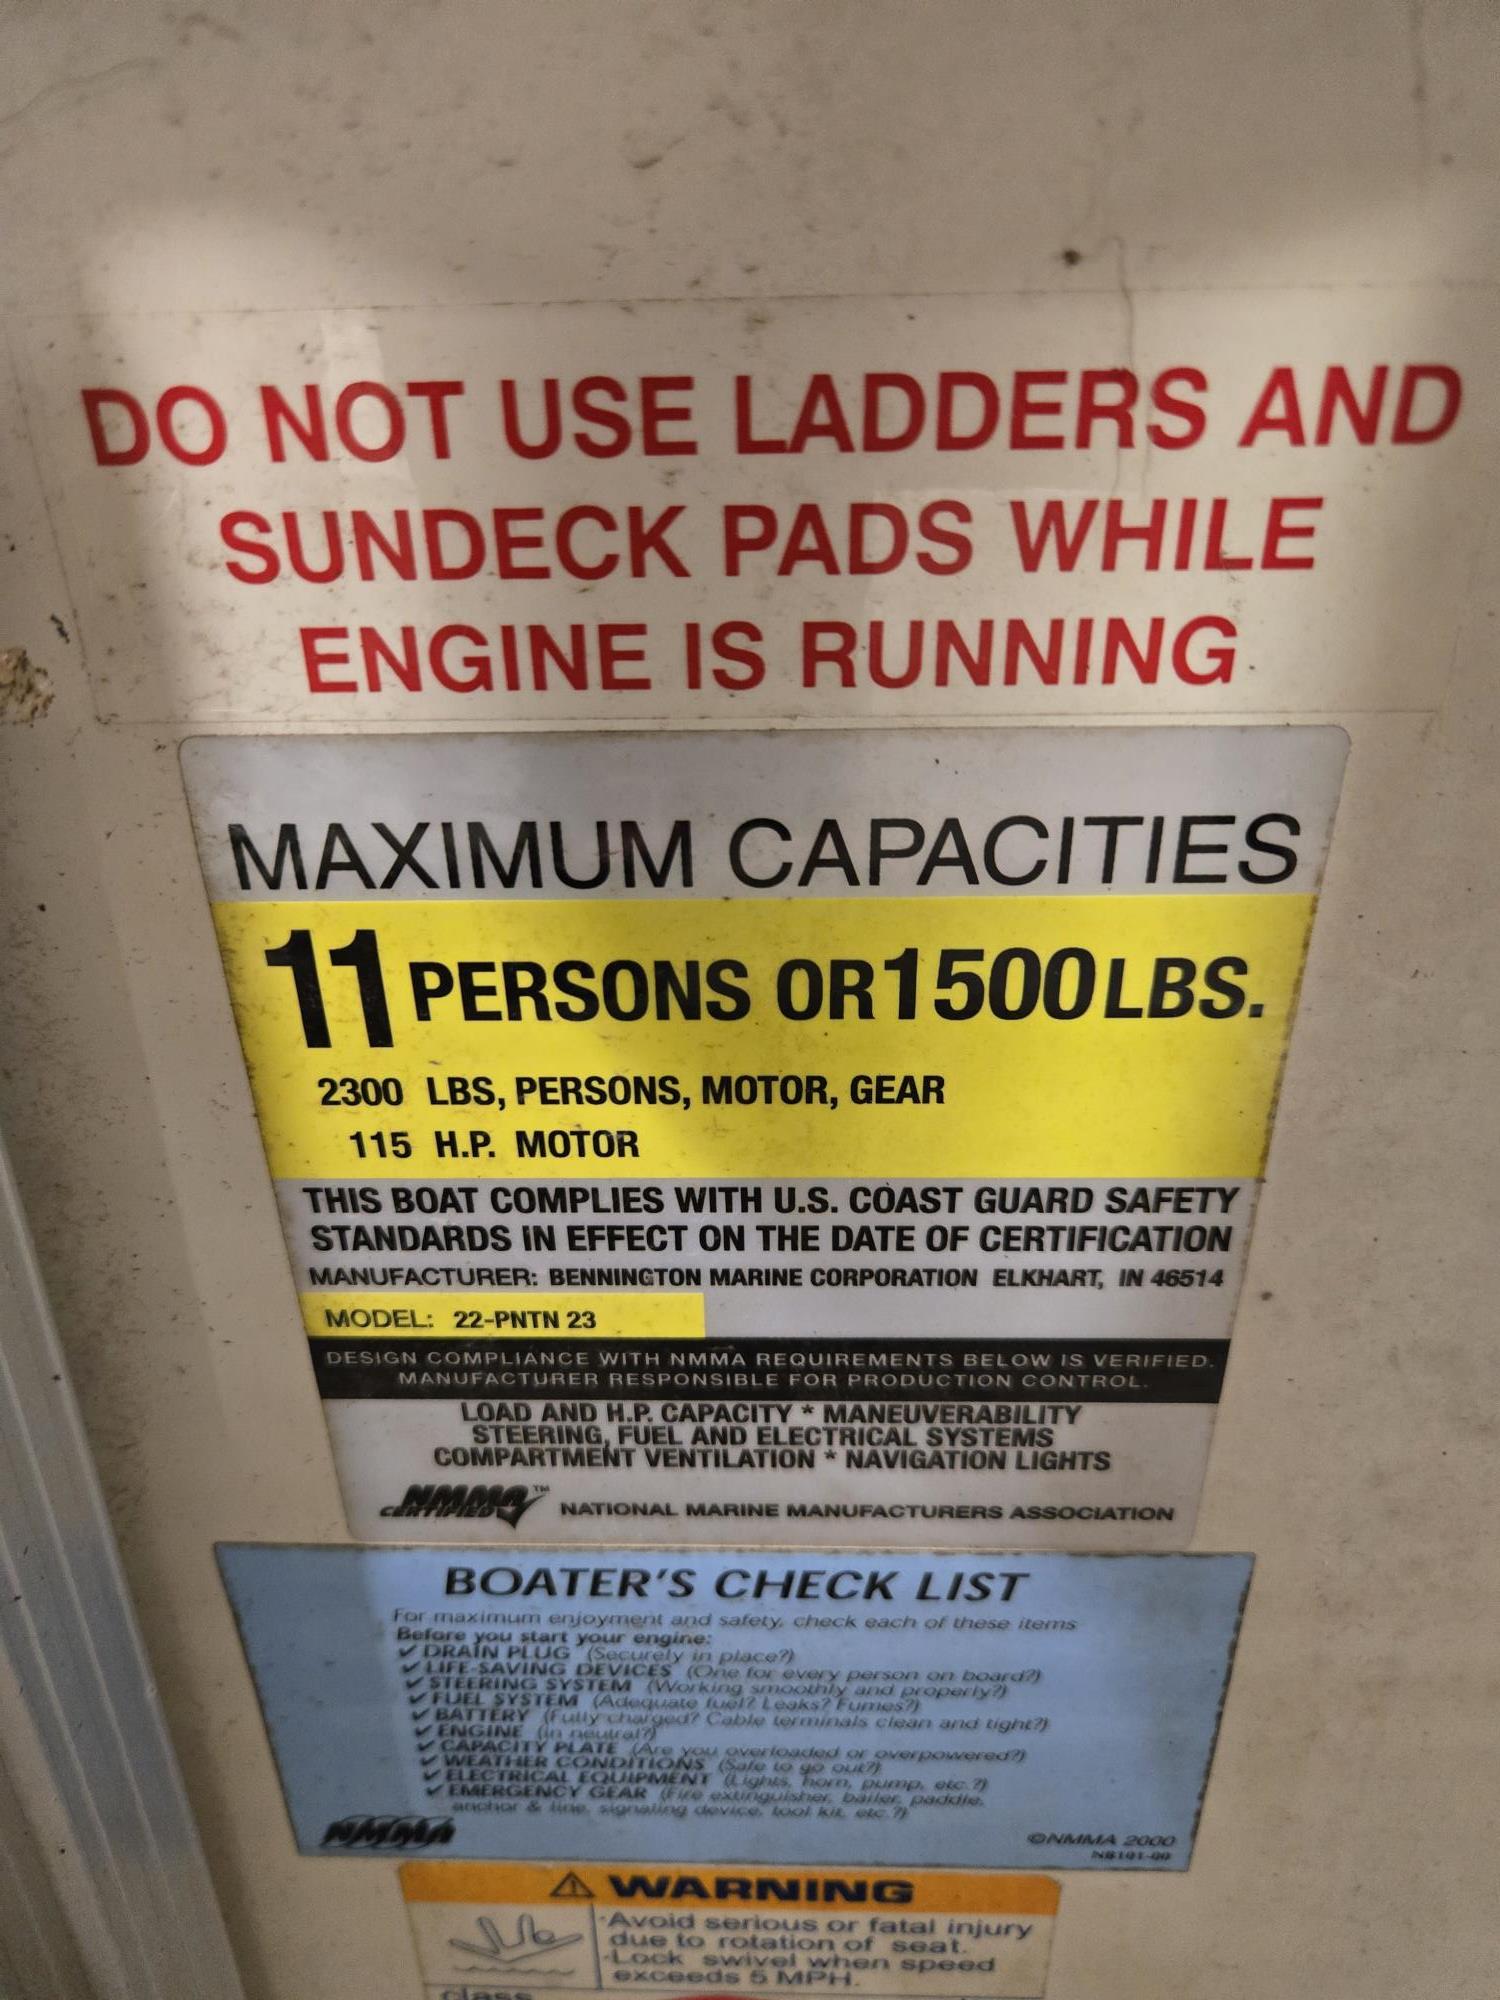 DO NOT USE LADDERS AND
SUNDECK PADS WHILE
ENGINE IS RUNNING
MAXIMUM CAPACITIES
11 PERSONS OR 1500 LBS.
2300 LBS, PERSONS, MOTOR, GEAR
115 H.P. MOTOR
THIS BOAT COMPLIES WITH U.S. COAST GUARD SAFETY
STANDARDS IN EFFECT ON THE DATE OF CERTIFICATION
MANUFACTURER: BENNINGTON MARINE CORPORATION ELKHART, IN 46514
MODEL: 22-PNTN 23
DESIGN COMPLIANCE WITH NMMA REQUIREMENTS BELOW IS VERIFIED.
MANUFACTURER RESPONSIBLE FOR PRODUCTION CONTROL.
LOAD AND H.P. CAPACITY * MANEUVERABILITY
STEERING, FUEL AND ELECTRICAL SYSTEMS
COMPARTMENT VENTILATION * NAVIGATION LIGHTS
NMMA CERTIFIED ™ NATIONAL MARINE MANUFACTURERS ASSOCIATION
BOATER'S CHECK LIST
For maximum enjoyment and safety, check each of these items
Before you start your engine:
✓ DRAIN PLUG (Securely in place?)
✓ LIFE-SAVING DEVICES (One for every person on board?)
✓ STEERING SYSTEM (Working smoothly and properly?)
✓ FUEL SYSTEM (Adequate fuel? Leaks? Fumes?)
✓ BATTERY (Fully charged? Cable terminals clean and tight?)
✓ ENGINE (In neutral?)
✓ CAPACITY PLATE (Are you overloaded or overpowered?)
✓ WEATHER CONDITIONS (Safe to go out?)
✓ ELECTRICAL EQUIPMENT (Lights, horn, pump, etc.?)
✓ EMERGENCY GEAR (Fire extinguisher, bailer, paddle,
anchor & line, signaling device, tool kit, etc.?)
NMMA
©NMMA 2000
NB101-00
⚠ WARNING
·Avoid serious or fatal injury
due to rotation of seat.
·Lock swivel when speed
exceeds 5 MPH.
class